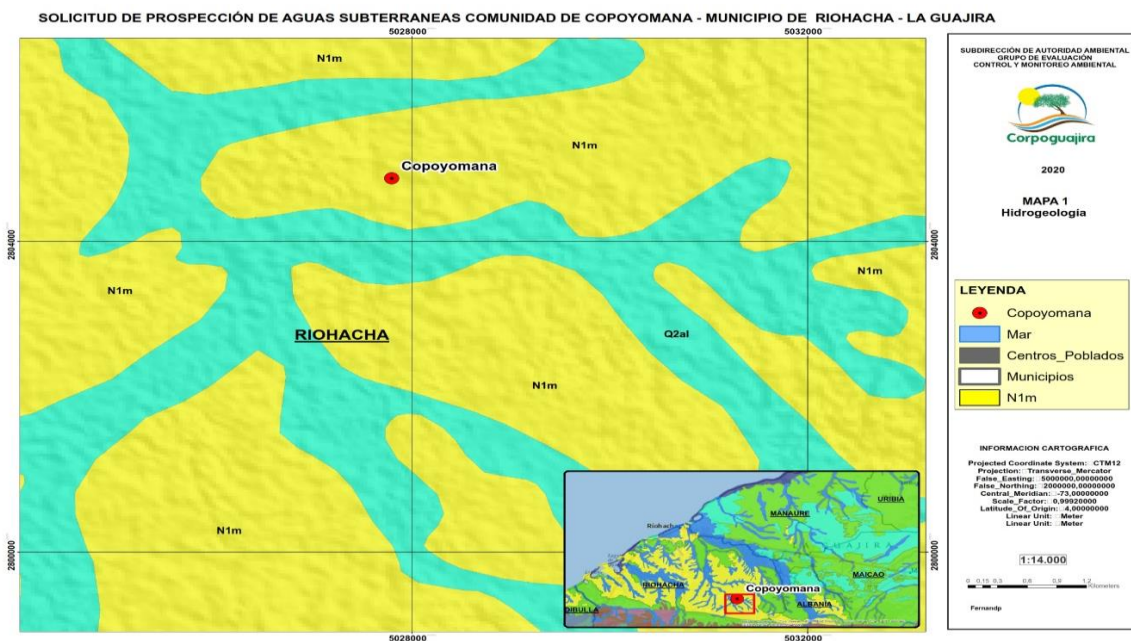 SOLICITUD DE PROSPECCIÓN DE AGUAS SUBTERRANEAS COMUNIDAD DE COPOYOMANA - MUNICIPIO DE RIOHACHA - LA GUAJIRA
5028000
5032000
N1m
N1m
Copoyomana
2804000
2804000
N1m
N1m
RIOHACHA
Q2al
N1m
N1m
2800000
2800000
5028000
5032000
URIBIA
MANAURE
Riohacha
MAICAO
RIOHACHA
Copoyomana
DIBULLA
ALBANÍA
SUBDIRECCIÓN DE AUTORIDAD AMBIENTAL
GRUPO DE EVALUACIÓN
CONTROL Y MONITOREO AMBIENTAL
Corpoguajira
2020
MAPA 1
Hidrogeologia
LEYENDA
Copoyomana
Mar
Centros_Poblados
Municipios
N1m
INFORMACION CARTOGRAFICA
Projected Coordinate System: CTM12
Projection: Transverse_Mercator
False_Easting: 5000000,00000000
False_Northing: 2000000,00000000
Central_Meridian: -73,00000000
Scale_Factor: 0,99920000
Latitude_Of_Origin: 4,00000000
Linear Unit: Meter
Linear Unit: Meter
1:14.000
0 0,15 0,3 0,6 0,9 1,2
Kilometers
Fernandp